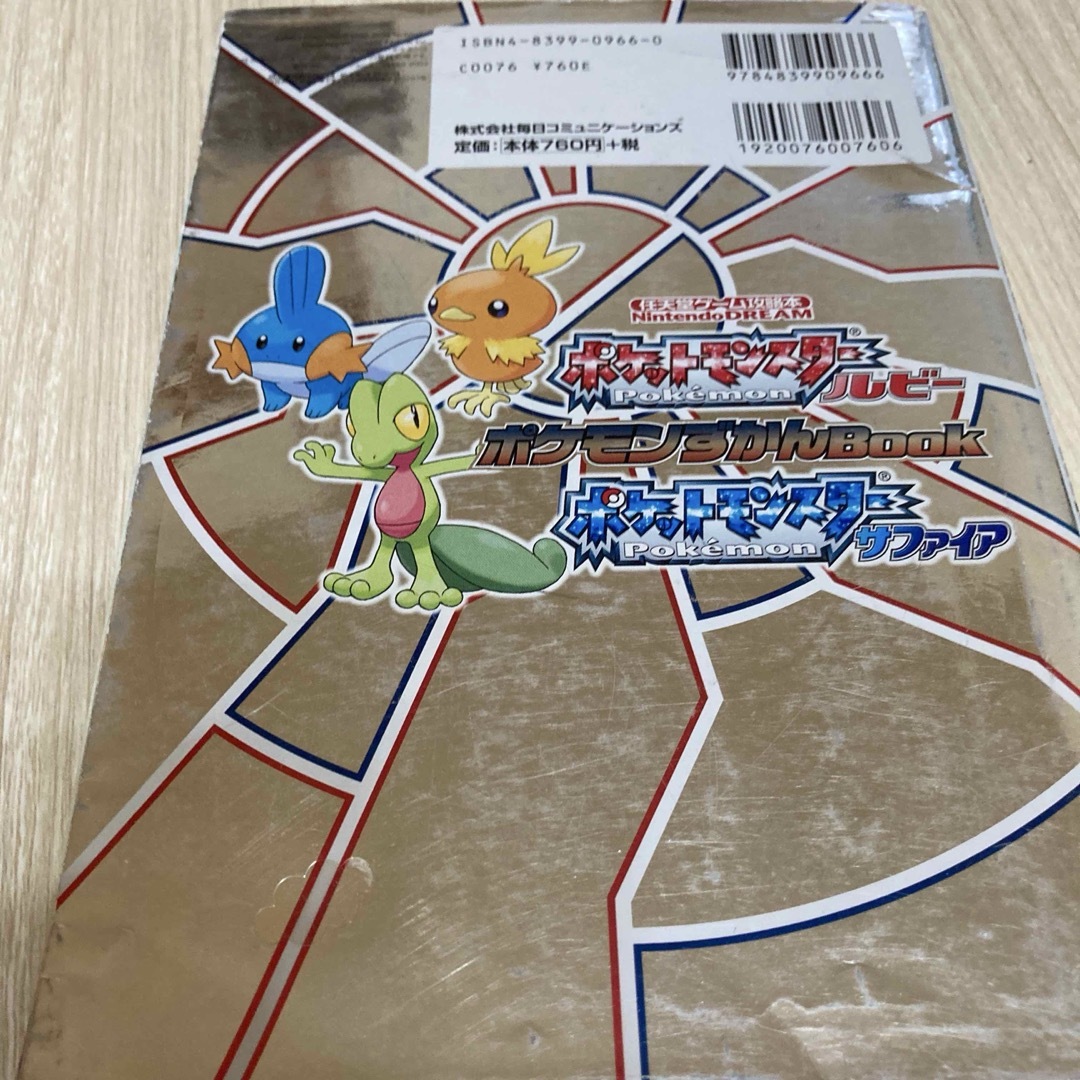 ISBN4-8399-0966-0
C0076 ¥760E
9784839909666
1920076007606
株式会社毎日コミュニケーションズ
定価:[本体760円]+税
任天堂ゲーム攻略本
Nintendo DREAM
ポケットモンスター®
Pokémon
ルビー
ポケモンずかんBook
ポケットモンスター®
Pokémon
サファイア